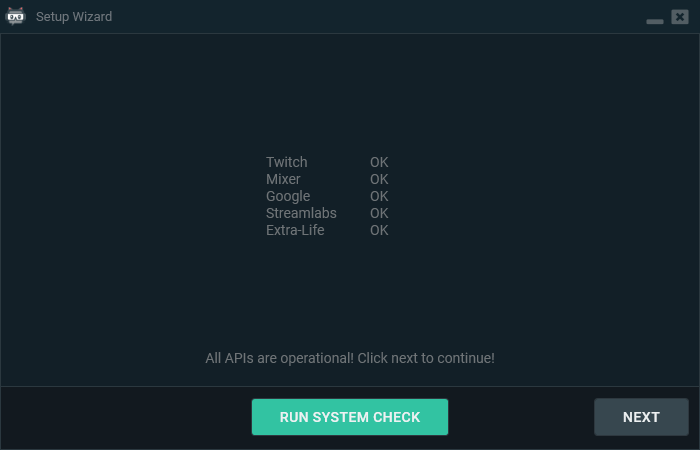 Setup Wizard
Twitch OK
Mixer OK
Google OK
Streamlabs OK
Extra-Life OK
All APIs are operational! Click next to continue!
RUN SYSTEM CHECK
NEXT